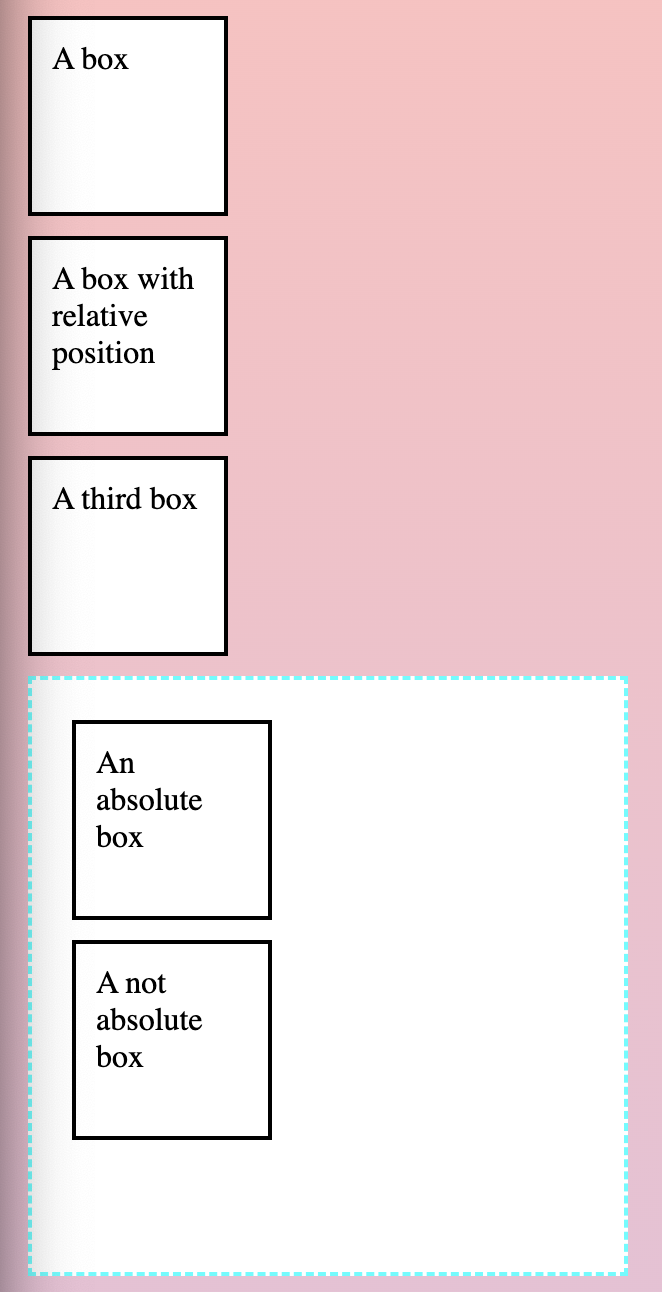 A box
A box with
relative
position
A third box
An
absolute
box
A not
absolute
box